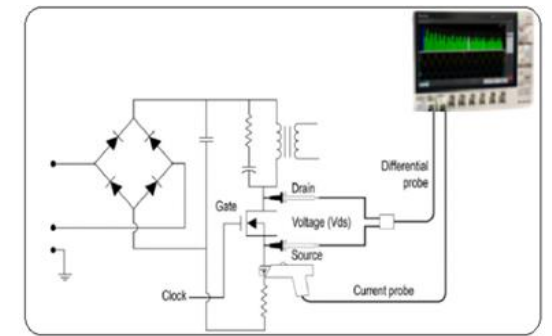 Differential
probe
Drain
Gate
Voltage (Vds)
Source
Clock
Current probe